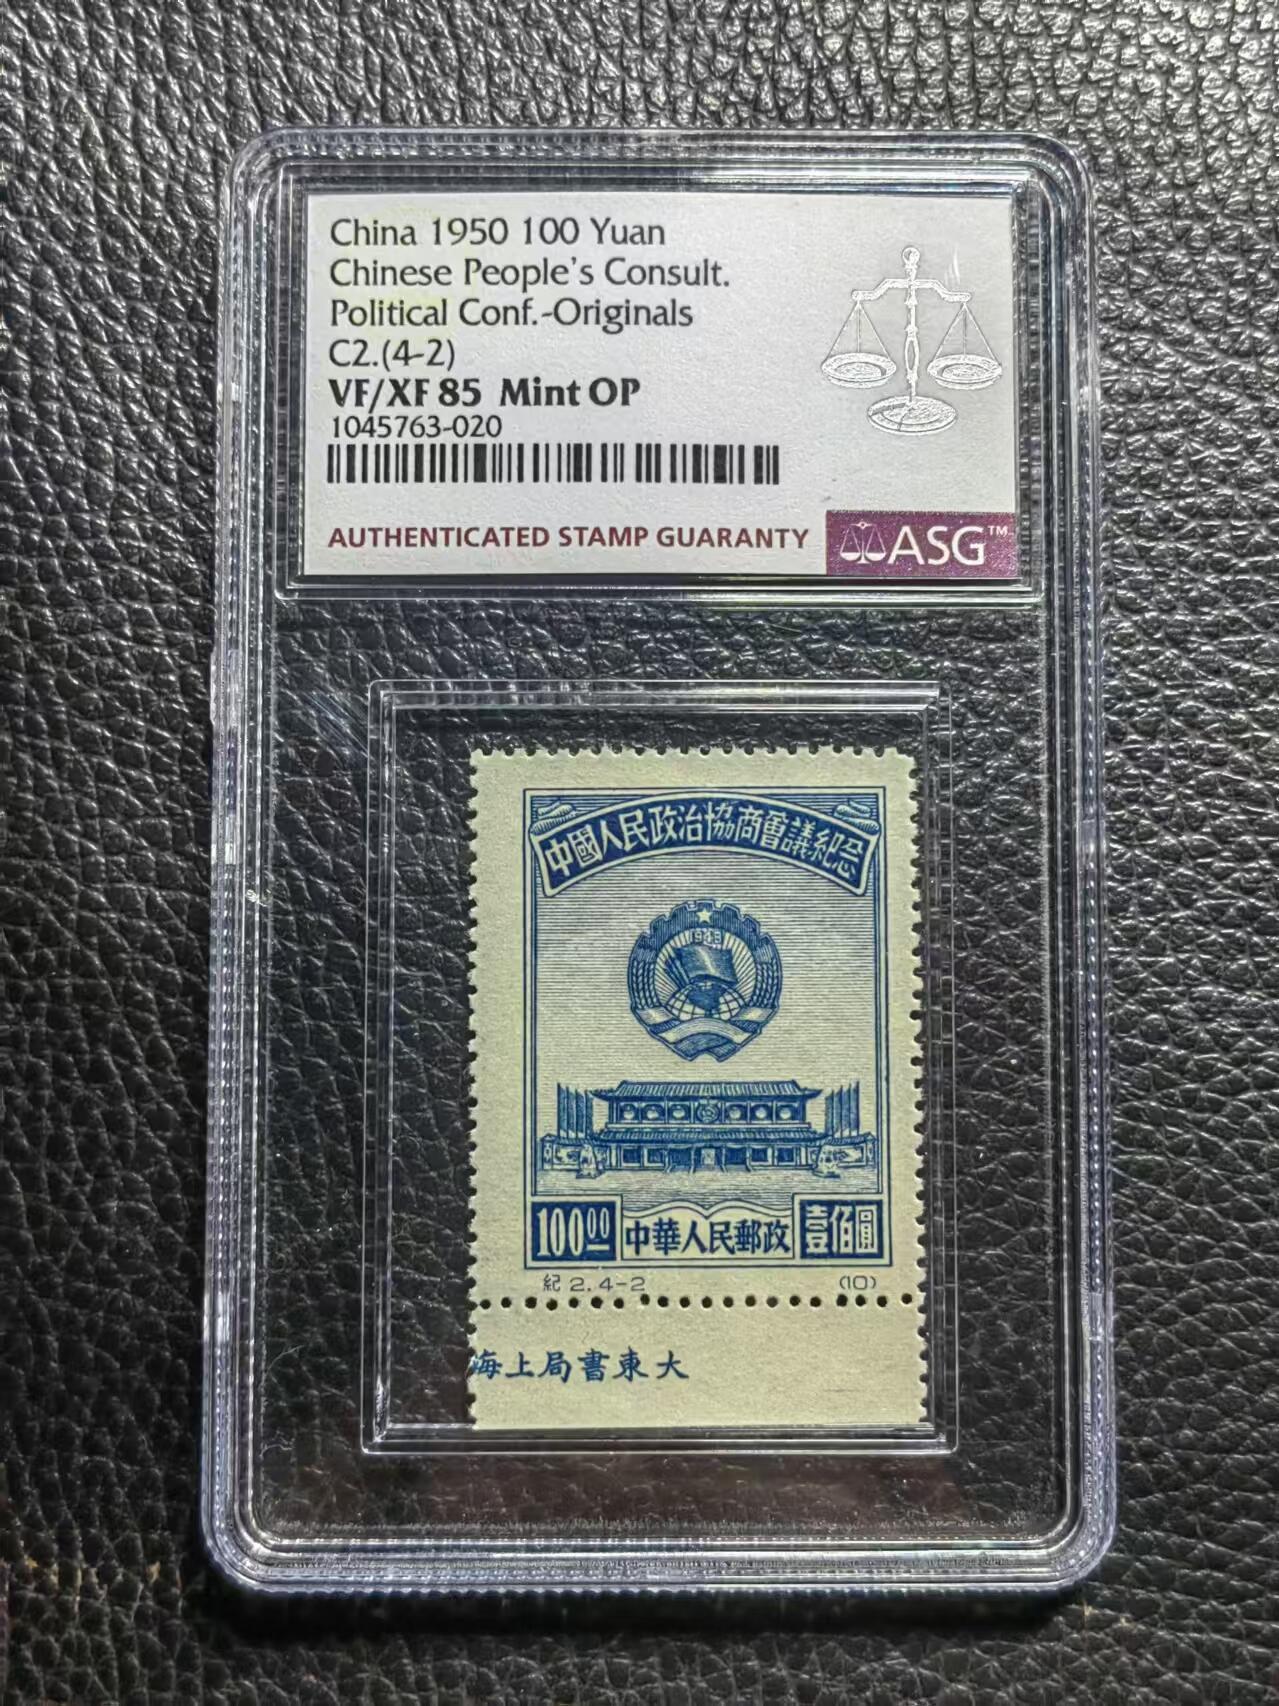 China 1950 100 Yuan
Chinese People's Consult.
Political Conf.-Originals
C2.(4-2)
VF/XF 85 Mint OP
1045763-020
AUTHENTICATED STAMP GUARANTY
ASG™
中國人民政治協商會議紀念
1949
100 00 中華人民郵政 壹佰圓
紀 2. 4-2 (10)
海上局書東大